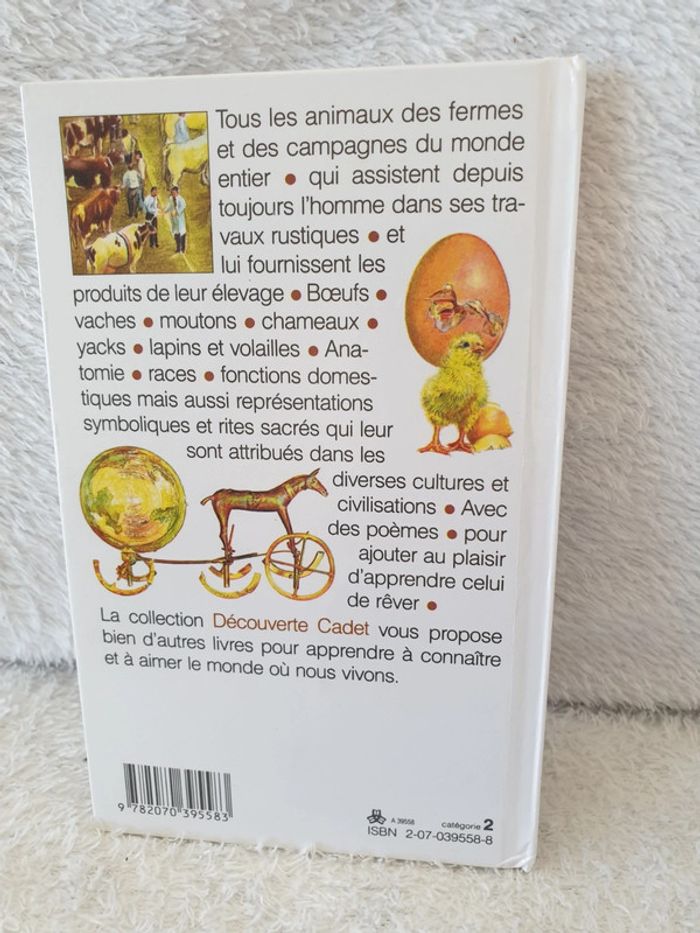 Tous les animaux des fermes
et des campagnes du monde
entier • qui assistent depuis
toujours l'homme dans ses tra-
vaux rustiques • et
lui fournissent les
produits de leur élevage • Bœufs •
vaches • moutons • chameaux •
yacks • lapins et volailles • Ana-
tomie • races • fonctions domes-
tiques mais aussi représentations
symboliques et rites sacrés qui leur
sont attribués dans les
diverses cultures et
civilisations • Avec
des poèmes • pour
ajouter au plaisir
d'apprendre celui
de rêver •
La collection Découverte Cadet vous propose
bien d'autres livres pour apprendre à connaître
et à aimer le monde où nous vivons.
9 782070 395583
A 39558 catégorie 2
ISBN 2-07-039558-8